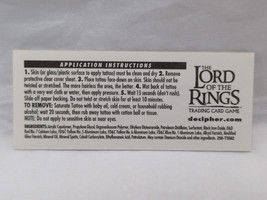 APPLICATION INSTRUCTIONS
1. Skin (or glass/plastic surface to apply tattoo) must be clean and dry 2. Remove
protective clear cover sheet. 3. Place tattoo face-down on skin. Skin should not be
twisted or stretched. The more hairless the area, the better. 4. Wet back of tattoo
with a very wet cloth or water, then apply pressure. 5. Wait 15 seconds (don't rush).
Slide off paper backing. Do not twist or stretch skin for at least 10 minutes.
TO REMOVE: Saturate Tattoo with baby oil, cold cream, or household rubbing
alcohol; wait 20 seconds, then rub away tattoo with cotton ball or tissue.
NOTE: Do not apply to sensitive skin or near eyes.
INGREDIENTS:
THE
LORD
OF THE
RINGS
TRADING CARD GAME
decipher.com